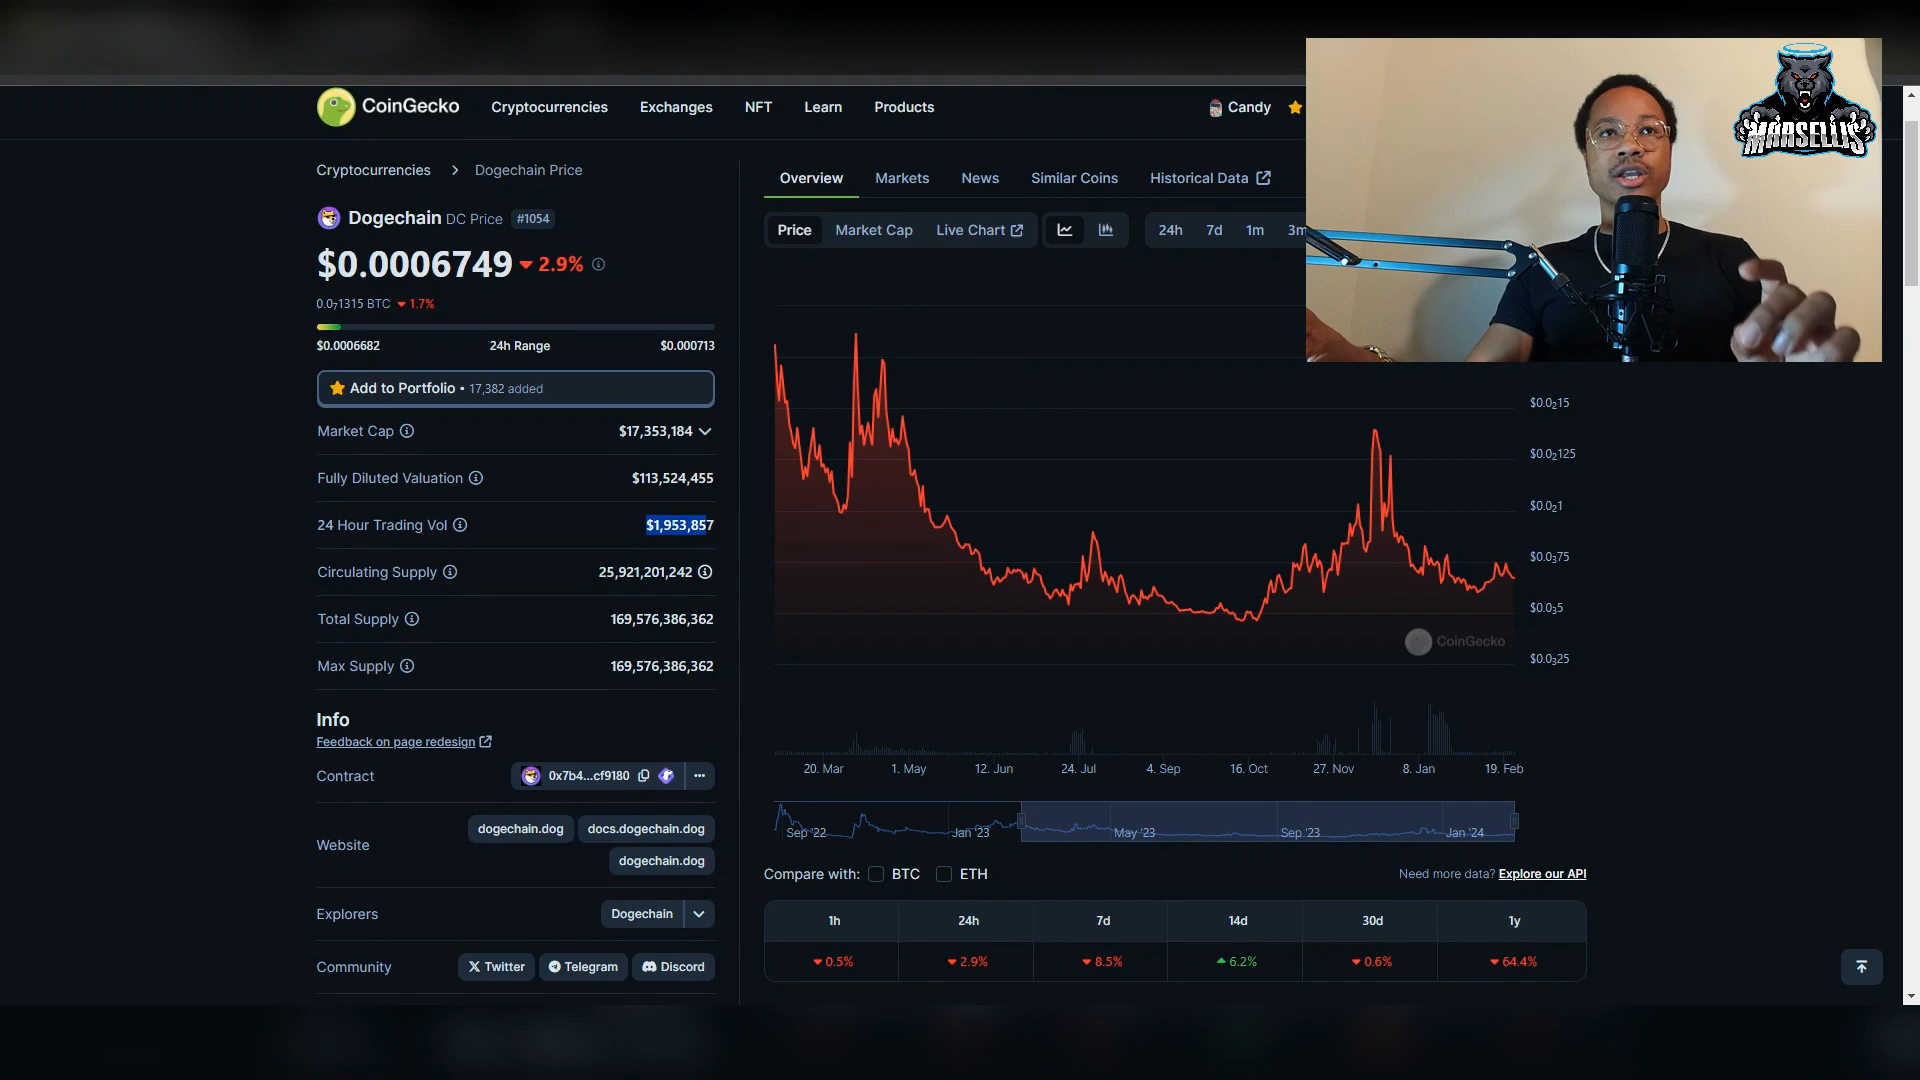 CoinGecko
Cryptocurrencies Exchanges NFT Learn Products
Candy
MARSELLIS
Cryptocurrencies > Dogechain Price
Dogechain DC Price #1054
$0.0006749 2.9%
0.0₇1315 BTC 1.7%
$0.0006682 24h Range $0.000713
Add to Portfolio • 17,382 added
Market Cap $17,353,184
Fully Diluted Valuation $113,524,455
24 Hour Trading Vol $1,953,857
Circulating Supply 25,921,201,242
Total Supply 169,576,386,362
Max Supply 169,576,386,362
Info
Feedback on page redesign
Contract 0x7b4...cf9180
Website dogechain.dog docs.dogechain.dog
dogechain.dog
Explorers Dogechain
Community Twitter Telegram Discord
Overview Markets News Similar Coins Historical Data
Price Market Cap Live Chart 24h 7d 1m 3m
$0.0₂15
$0.0₂125
$0.0₂1
$0.0₃75
$0.0₃5
$0.0₃25
CoinGecko
20. Mar 1. May 12. Jun 24. Jul 4. Sep 16. Oct 27. Nov 8. Jan 19. Feb
Sep '22 Jan '23 May '23 Sep '23 Jan '24
Compare with: BTC ETH
Need more data? Explore our API
1h 24h 7d 14d 30d 1y
0.5% 2.9% 8.5% 6.2% 0.6% 64.4%